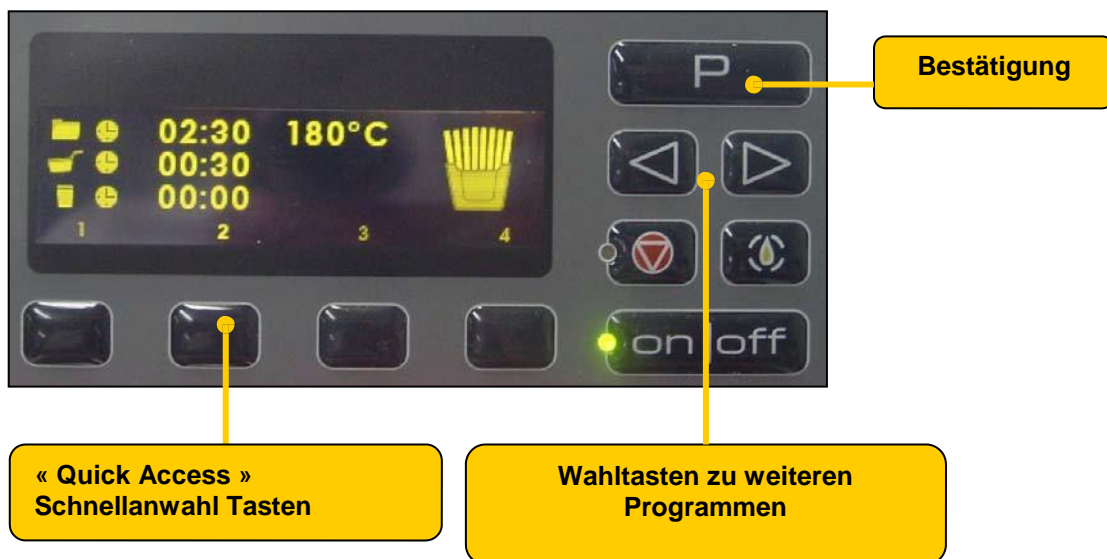 P
Bestätigung
02:30 180°C
00:30
00:00
1 2 3 4
on off
« Quick Access »
Schnellanwahl Tasten
Wahltasten zu weiteren
Programmen